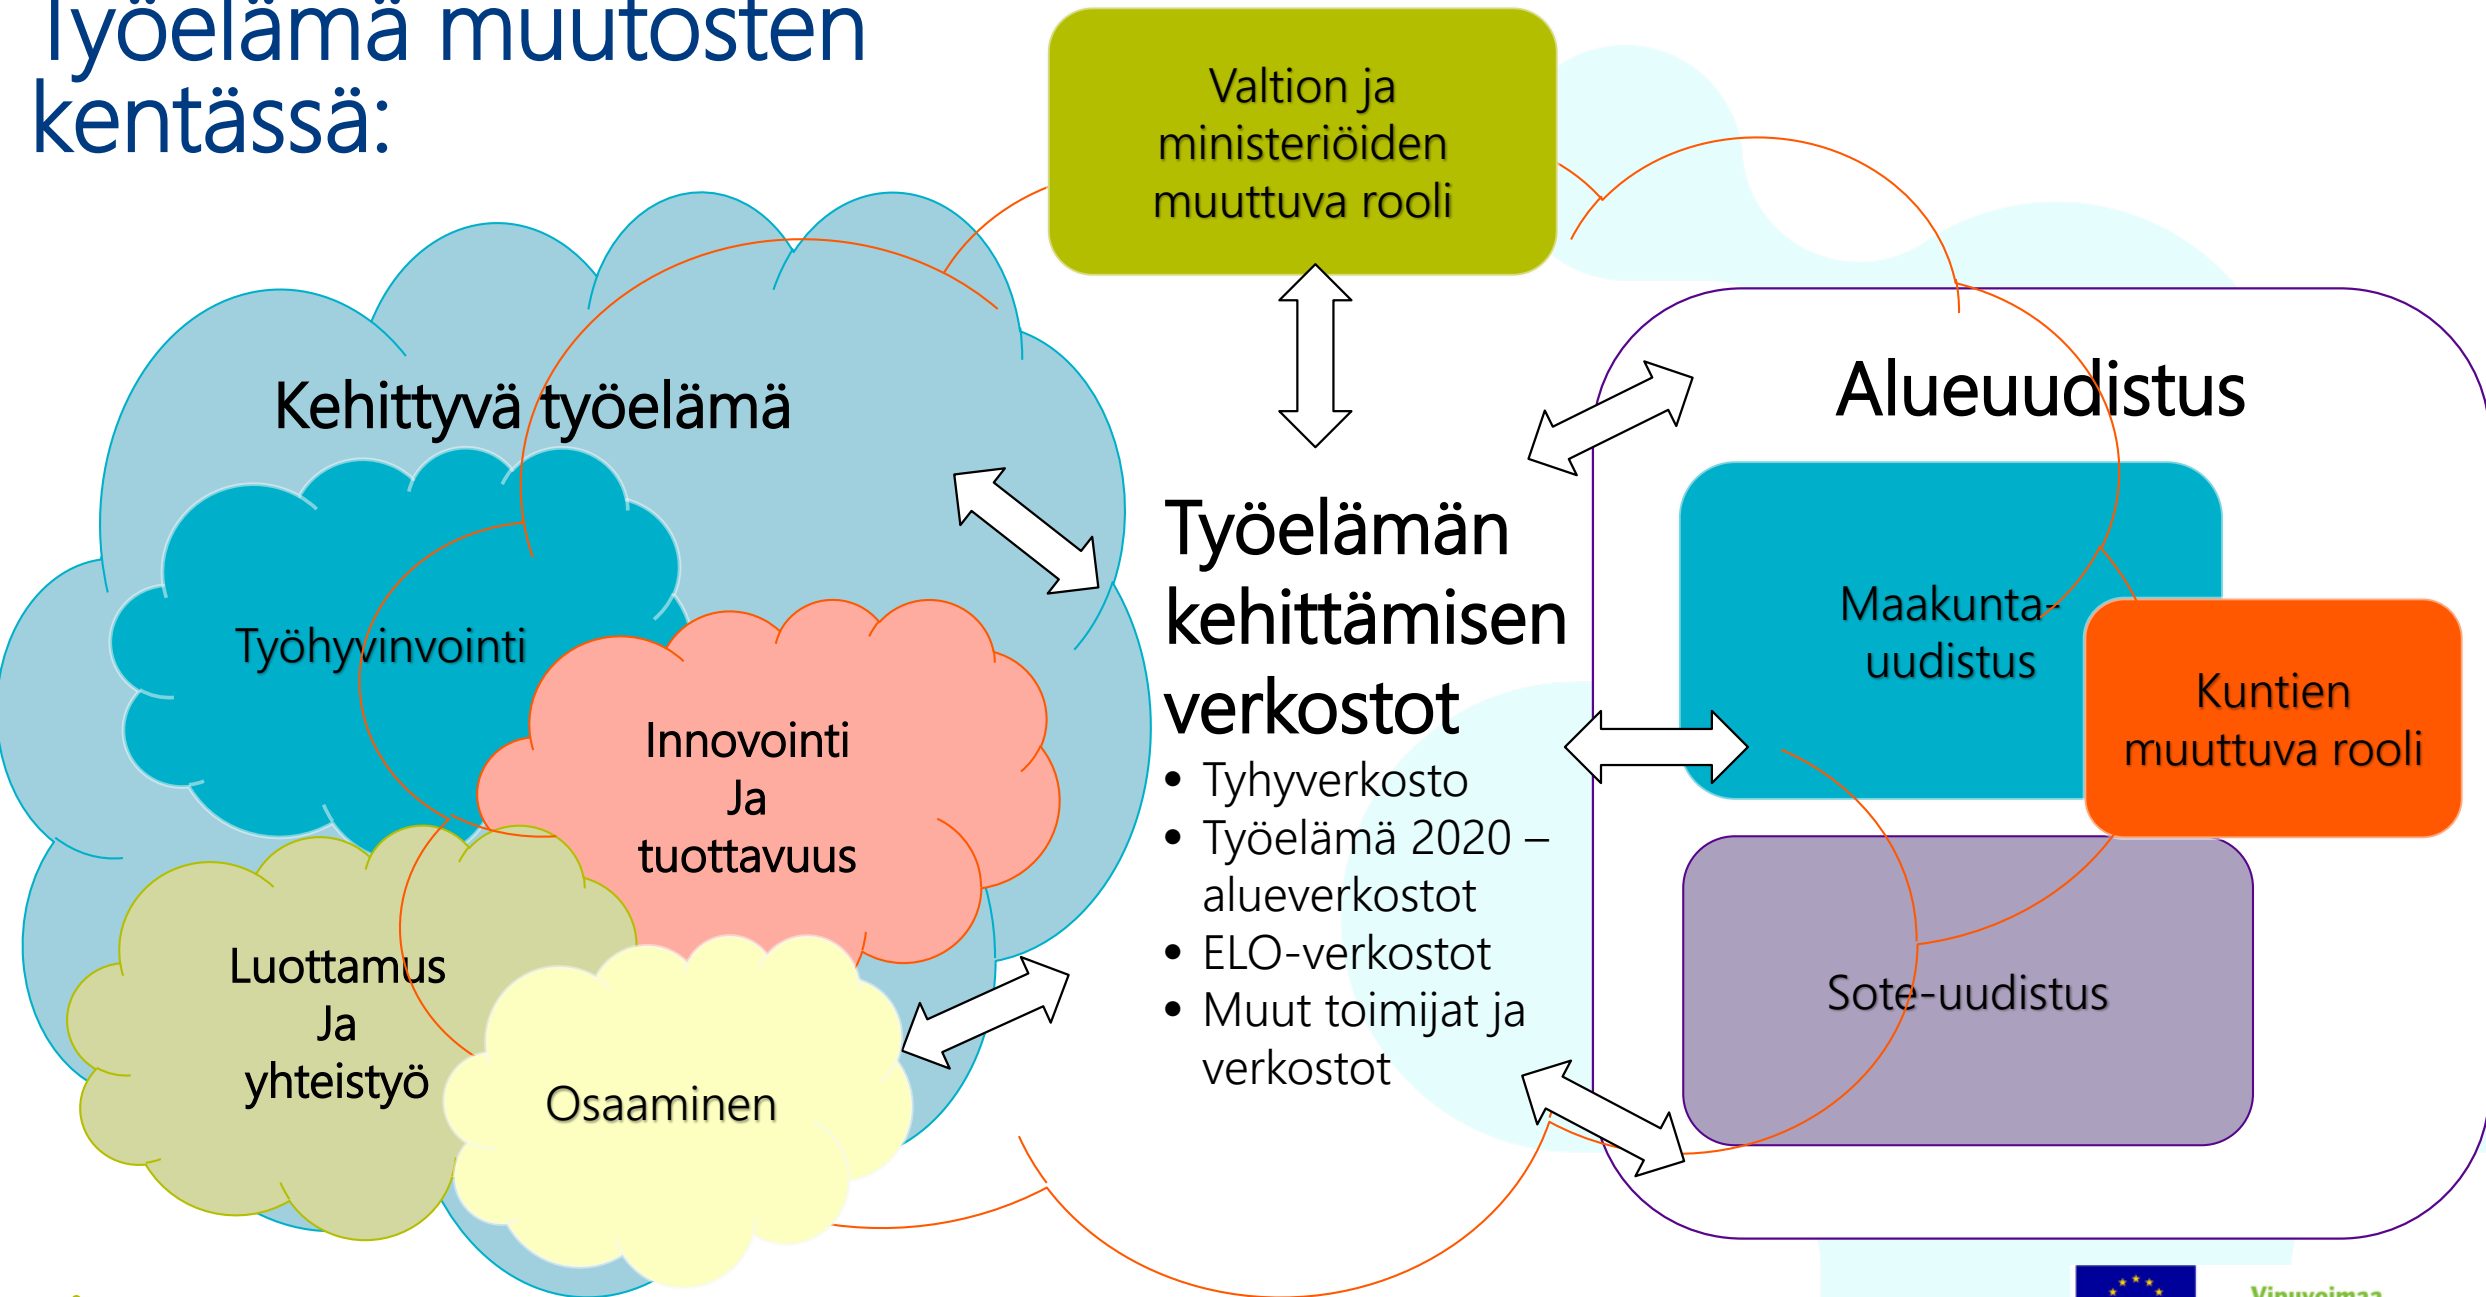 Työelämä muutosten
kentässä:
Valtion ja
ministeriöiden
muuttuva rooli
Kehittyvä työelämä
Työhyvinvointi
Innovointi
Ja
tuottavuus
Luottamus
Ja
yhteistyö
Osaaminen
Työelämän
kehittämisen
verkostot
• Tyhyverkosto
• Työelämä 2020 –
alueverkostot
• ELO-verkostot
• Muut toimijat ja
verkostot
Alueuudistus
Maakunta-
uudistus
Kuntien
muuttuva rooli
Sote-uudistus
Vipuvoimaa